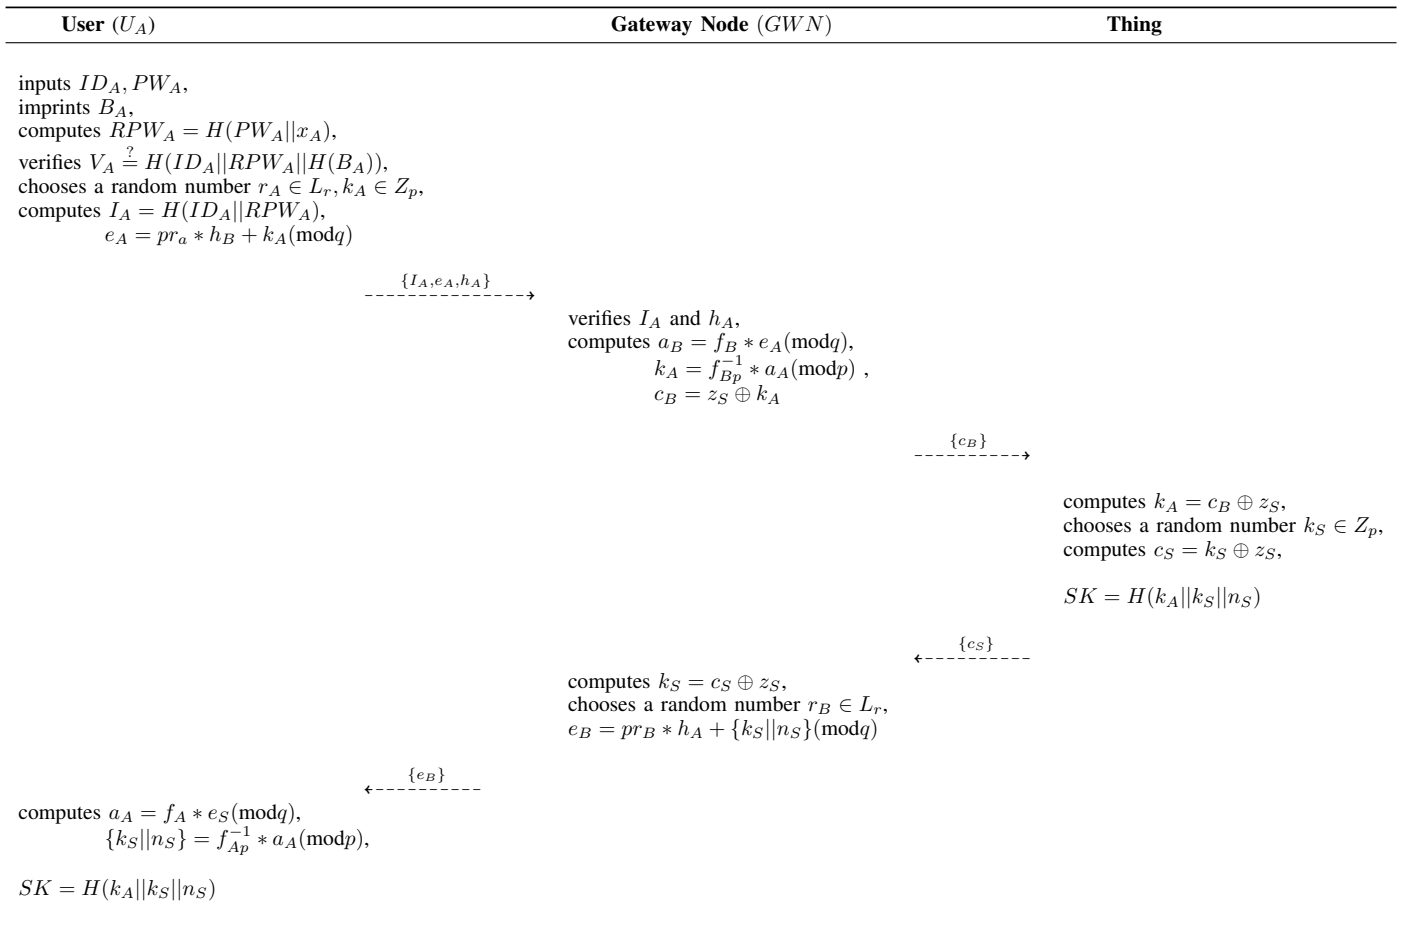 User (U_A) Gateway Node (GWN) Thing
inputs ID_A, PW_A,
imprints B_A,
computes RPW_A = H(PW_A||x_A),
verifies V_A ?= H(ID_A||RPW_A||H(B_A)),
chooses a random number r_A ∈ L_r, k_A ∈ Z_p,
computes I_A = H(ID_A||RPW_A),
e_A = pr_a * h_B + k_A(modq)
{I_A,e_A,h_A}
verifies I_A and h_A,
computes a_B = f_B * e_A(modq),
k_A = f_{Bp}^{-1} * a_A(modp) ,
c_B = z_S ⊕ k_A
{c_B}
computes k_A = c_B ⊕ z_S,
chooses a random number k_S ∈ Z_p,
computes c_S = k_S ⊕ z_S,
SK = H(k_A||k_S||n_S)
{c_S}
computes k_S = c_S ⊕ z_S,
chooses a random number r_B ∈ L_r,
e_B = pr_B * h_A + {k_S||n_S}(modq)
{e_B}
computes a_A = f_A * e_S(modq),
{k_S||n_S} = f_{Ap}^{-1} * a_A(modp),
SK = H(k_A||k_S||n_S)